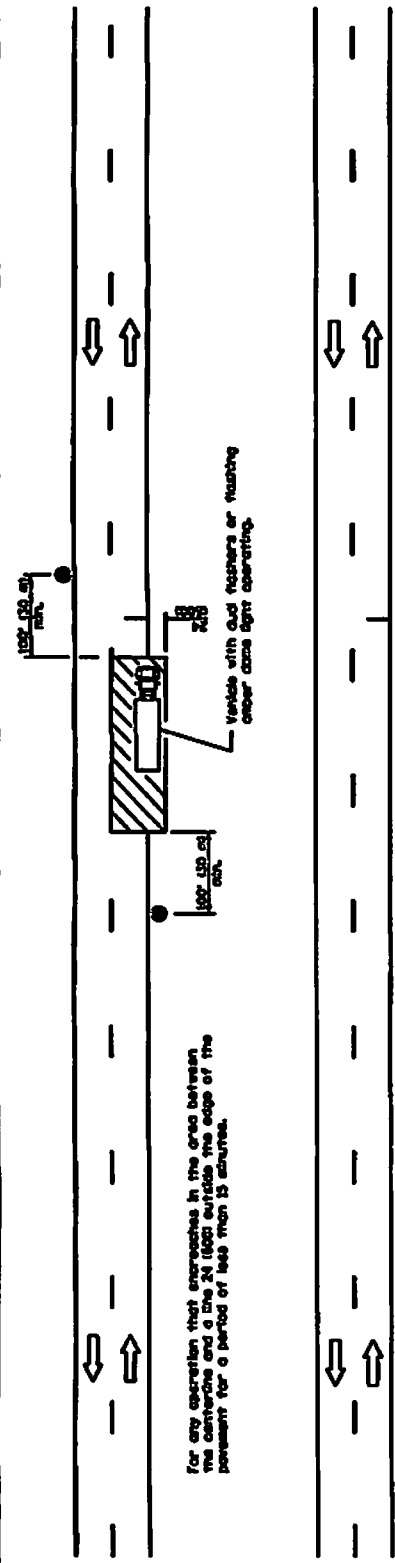 100' (30 m)
min.
Vehicle with dual flashers or flashing
amber dome light operating.
100' (30 m)
min.
For any operation that encroaches in the area between
the centerline and a line 24 (600) outside the edge of the
pavement for a period of less than 15 minutes.